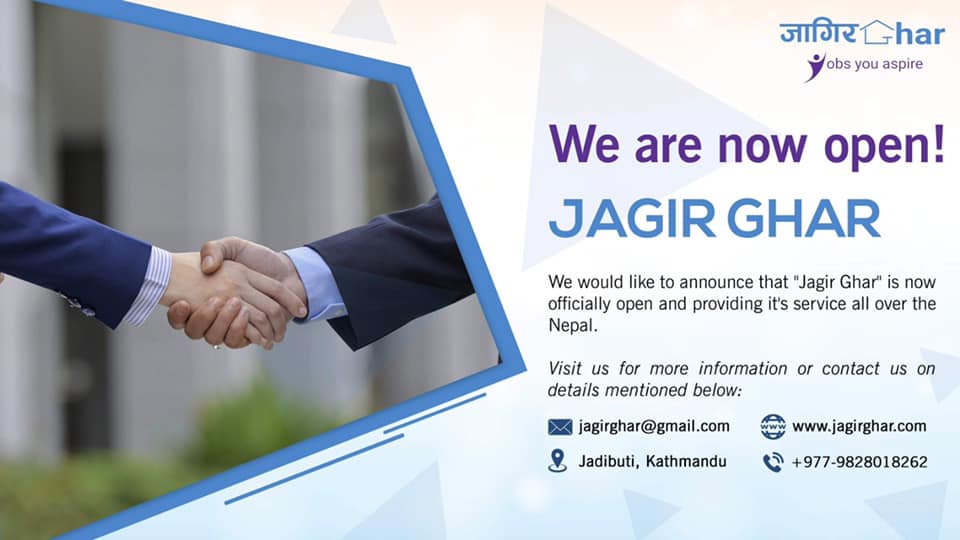 जागिर Ghar
Jobs you aspire
We are now open!
JAGIR GHAR
We would like to announce that "Jagir Ghar" is now
officially open and providing it's service all over the
Nepal.
Visit us for more information or contact us on
details mentioned below:
jagirghar@gmail.com
www.jagirghar.com
Jadibuti, Kathmandu
+977-9828018262